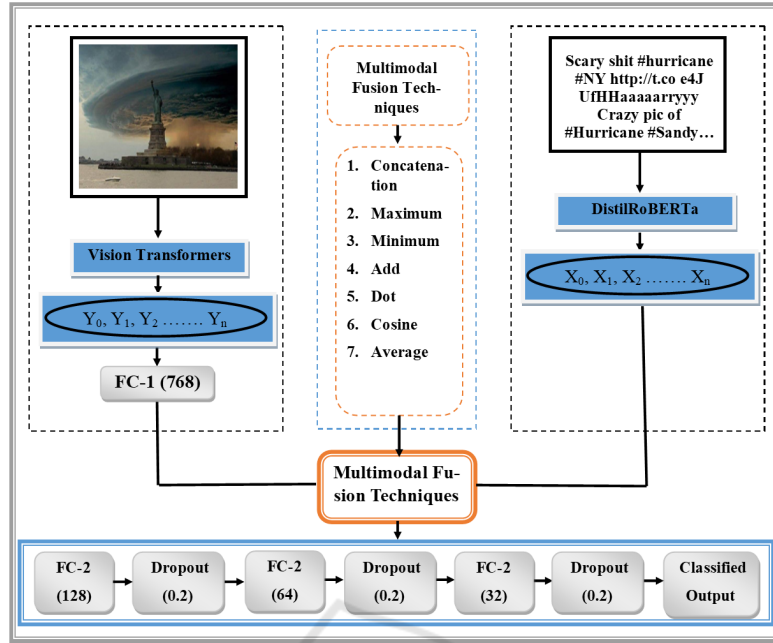 Multimodal
Fusion Tech-
niques
1. Concatena-
tion
2. Maximum
3. Minimum
4. Add
5. Dot
6. Cosine
7. Average
Scary shit #hurricane
#NY http://t.co e4J
UfHHaaaaarryyy
Crazy pic of
#Hurricane #Sandy…
Vision Transformers
Y0, Y1, Y2 ……. Yn
FC-1 (768)
DistilRoBERTa
X0, X1, X2 ……. Xn
Multimodal Fu-
sion Techniques
FC-2
(128)
Dropout
(0.2)
FC-2
(64)
Dropout
(0.2)
FC-2
(32)
Dropout
(0.2)
Classified
Output